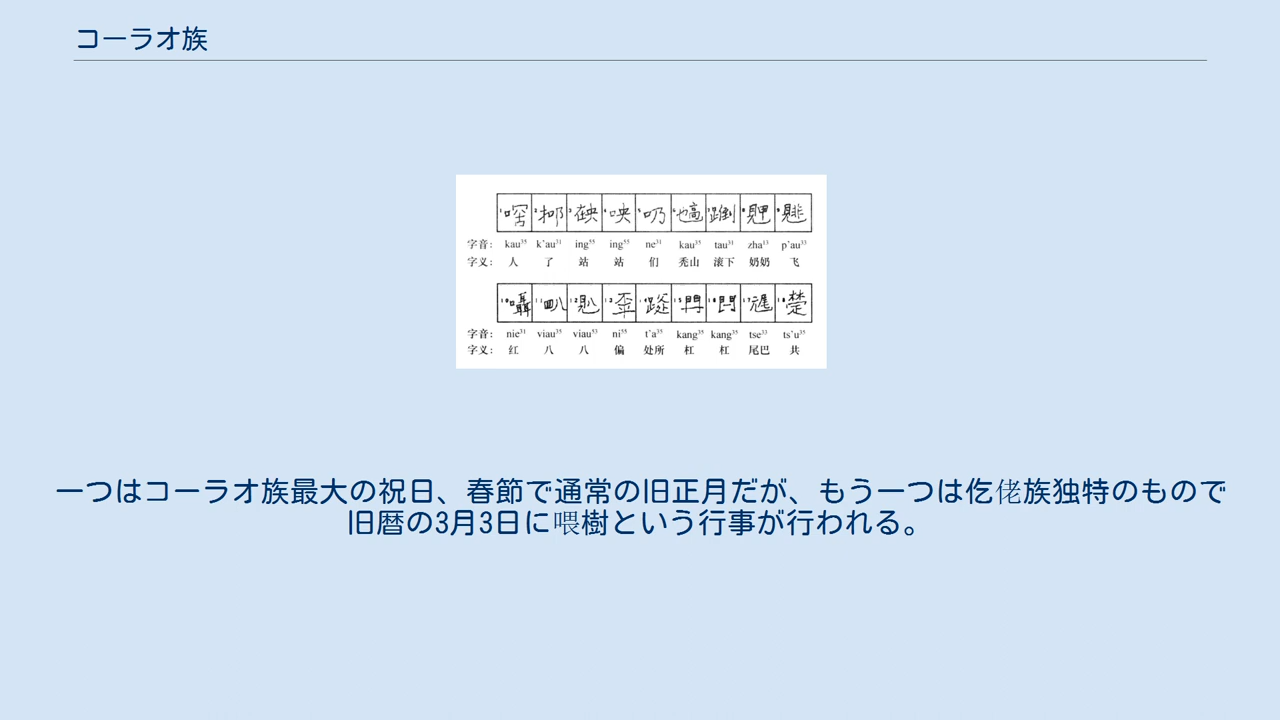 コーラオ族
字音: kau³⁵ k'au³¹ ing⁵⁵ ing⁵⁵ ne³¹ kau³⁵ tau³¹ zha¹³ p'au³³
字义: 人 了 站 站 们 秃山 滚下 奶奶 飞
字音: nie³¹ viau³⁵ viau⁵³ ni⁵⁵ t'a³⁵ kang³⁵ kang³⁵ tse³³ ts'u³⁵
字义: 红 八 八 偏 处所 杠 杠 尾巴 共
一つはコーラオ族最大の祝日、春節で通常の旧正月だが、もう一つは仡佬族独特のもので
旧暦の3月3日に喂樹という行事が行われる。